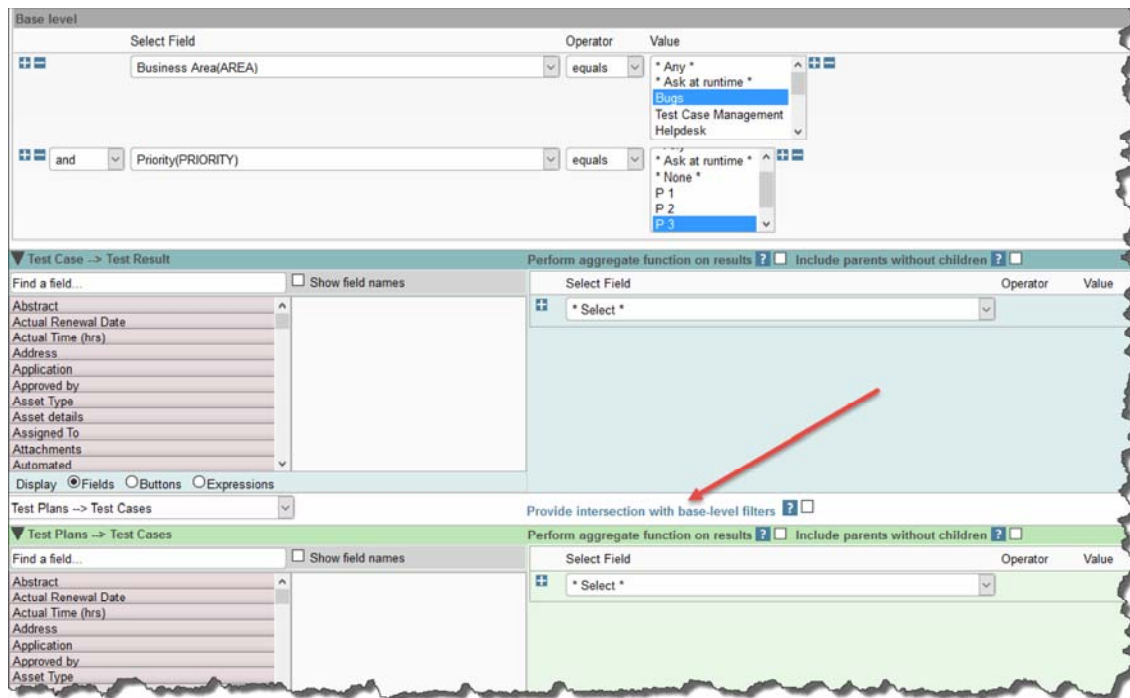 Base level
Select Field Operator Value
Business Area(AREA) equals * Any *
* Ask at runtime *
Bugs
Test Case Management
Helpdesk
and Priority(PRIORITY) equals * Ask at runtime *
* None *
P 1
P 2
P 3
Test Case --> Test Result Perform aggregate function on results ? Include parents without children ?
Find a field... Show field names Select Field Operator Value
* Select *
Abstract
Actual Renewal Date
Actual Time (hrs)
Address
Application
Approved by
Asset Type
Asset details
Assigned To
Attachments
Automated
Display Fields Buttons Expressions
Test Plans --> Test Cases Provide intersection with base-level filters ?
Test Plans --> Test Cases Perform aggregate function on results ? Include parents without children ?
Find a field... Show field names Select Field Operator Value
* Select *
Abstract
Actual Renewal Date
Actual Time (hrs)
Address
Application
Approved by
Asset Type